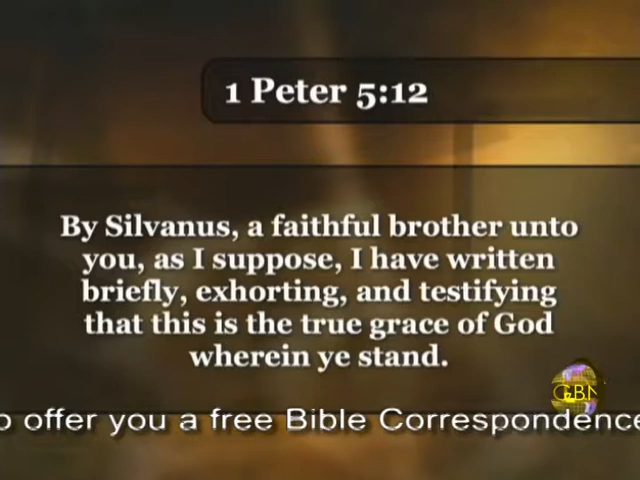 1 Peter 5:12
By Silvanus, a faithful brother unto
you, as I suppose, I have written
briefly, exhorting, and testifying
that this is the true grace of God
wherein ye stand.
GBN
o offer you a free Bible Correspondence